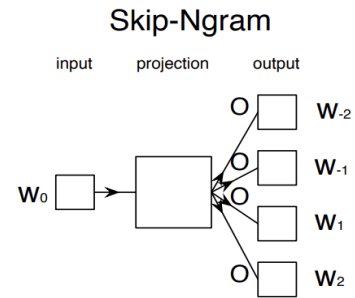 Skip-Ngram
input projection output
O w-2
O w-1
w0
O w1
O w2